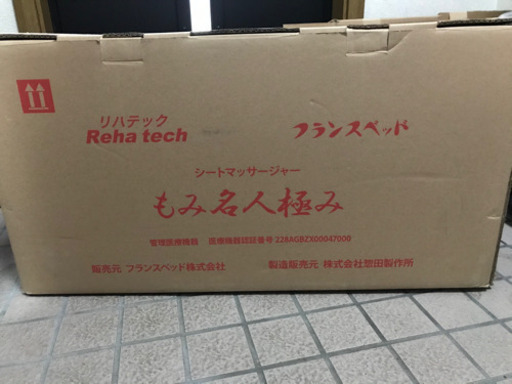 リハテック
Reha tech
フランスベッド
シートマッサージャー
もみ名人極み
管理医療機器 医療機器認証番号 228AGBZX00047000
販売元 フランスベッド株式会社
製造販売元 株式会社惣田製作所